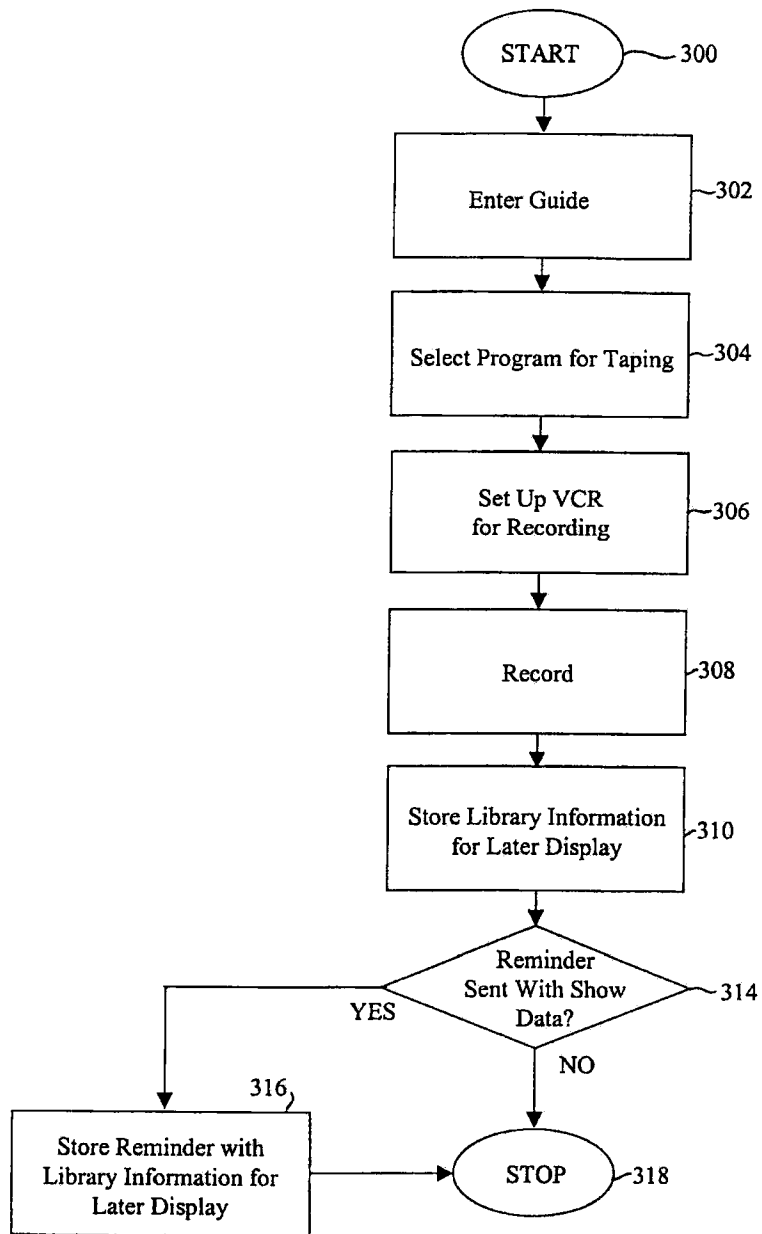 START
300
Enter Guide
302
Select Program for Taping
304
Set Up VCR
for Recording
306
Record
308
Store Library Information
for Later Display
310
Reminder
Sent With Show
Data?
314
YES
NO
316
Store Reminder with
Library Information for
Later Display
STOP
318